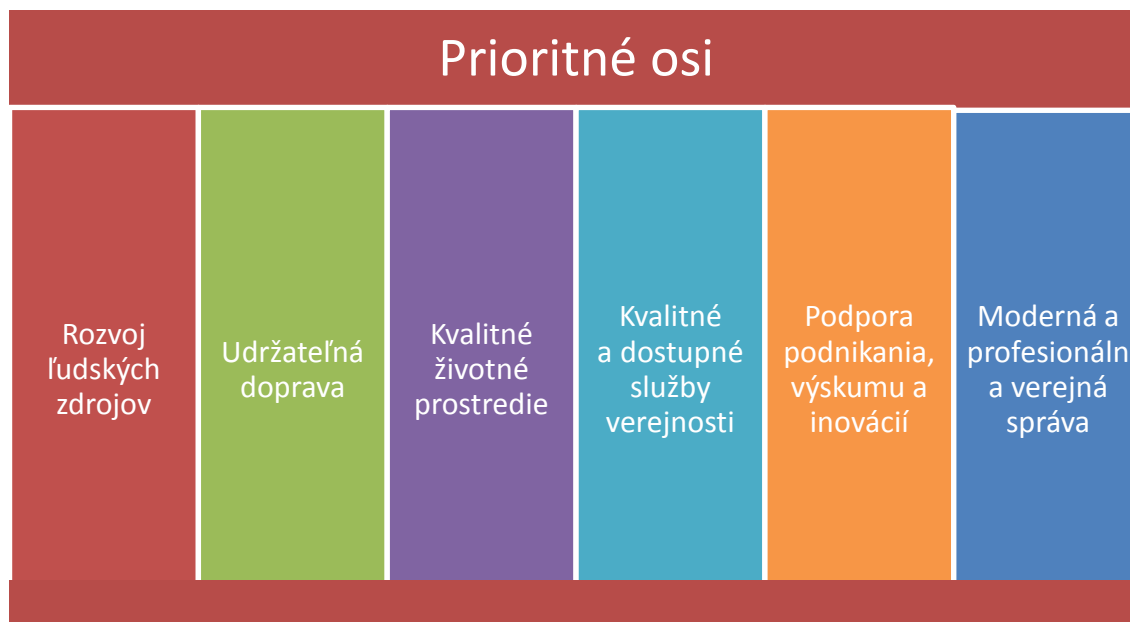 Prioritné osi
Rozvoj
ľudských
zdrojov
Udržateľná
doprava
Kvalitné
životné
prostredie
Kvalitné
a dostupné
služby
verejnosti
Podpora
podnikania,
výskumu a
inovácií
Moderná a
profesionáln
a verejná
správa